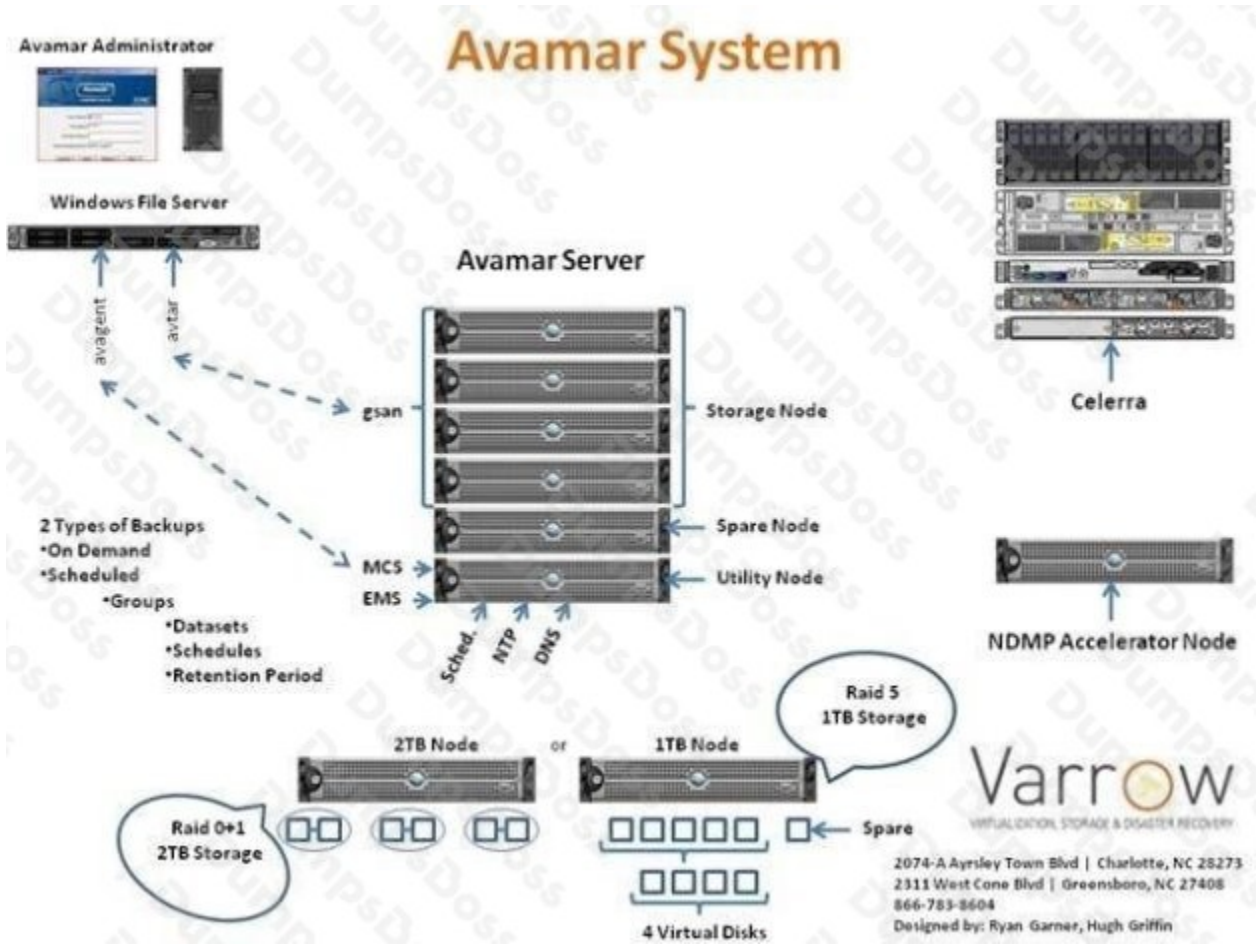 Avamar System
Avamar Administrator
Windows File Server
avagent
avtar
Avamar Server
gsan
Storage Node
Spare Node
MCS
Utility Node
EMS
Sched.
NTP
DNS
Celerra
NDMP Accelerator Node
2 Types of Backups
•On Demand
•Scheduled
•Groups
•Datasets
•Schedules
•Retention Period
2TB Node
or
1TB Node
Raid 5
1TB Storage
Raid 0+1
2TB Storage
Spare
4 Virtual Disks
Varrow
VIRTUALIZATION, STORAGE & DISASTER RECOVERY
2074-A Ayrsley Town Blvd | Charlotte, NC 28273
2311 West Cone Blvd | Greensboro, NC 27408
866-783-8604
Designed by: Ryan Garner, Hugh Griffin
DumpsDoss